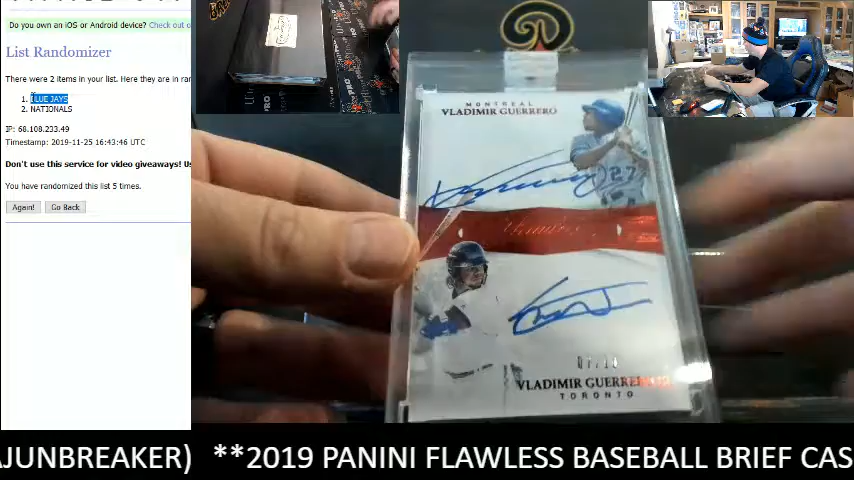 Do you own an iOS or Android device? Check out o
List Randomizer
There were 2 items in your list. Here they are in ran
1. BLUE JAYS
2. NATIONALS
IP: 68.108.233.49
Timestamp: 2019-11-25 16:43:46 UTC
Don't use this service for video giveaways! Us
You have randomized this list 5 times.
Again! Go Back
MONTREAL
VLADIMIR GUERRERO
27
VLADIMIR GUERRERO
TORONTO
AJUNBREAKER) **2019 PANINI FLAWLESS BASEBALL BRIEF CAS